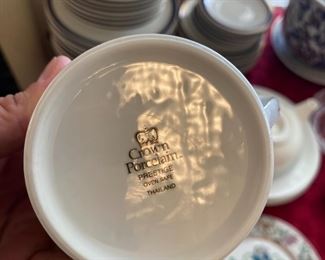 Crown
Porcelain
PRESTIGE
OVEN SAFE
THAILAND